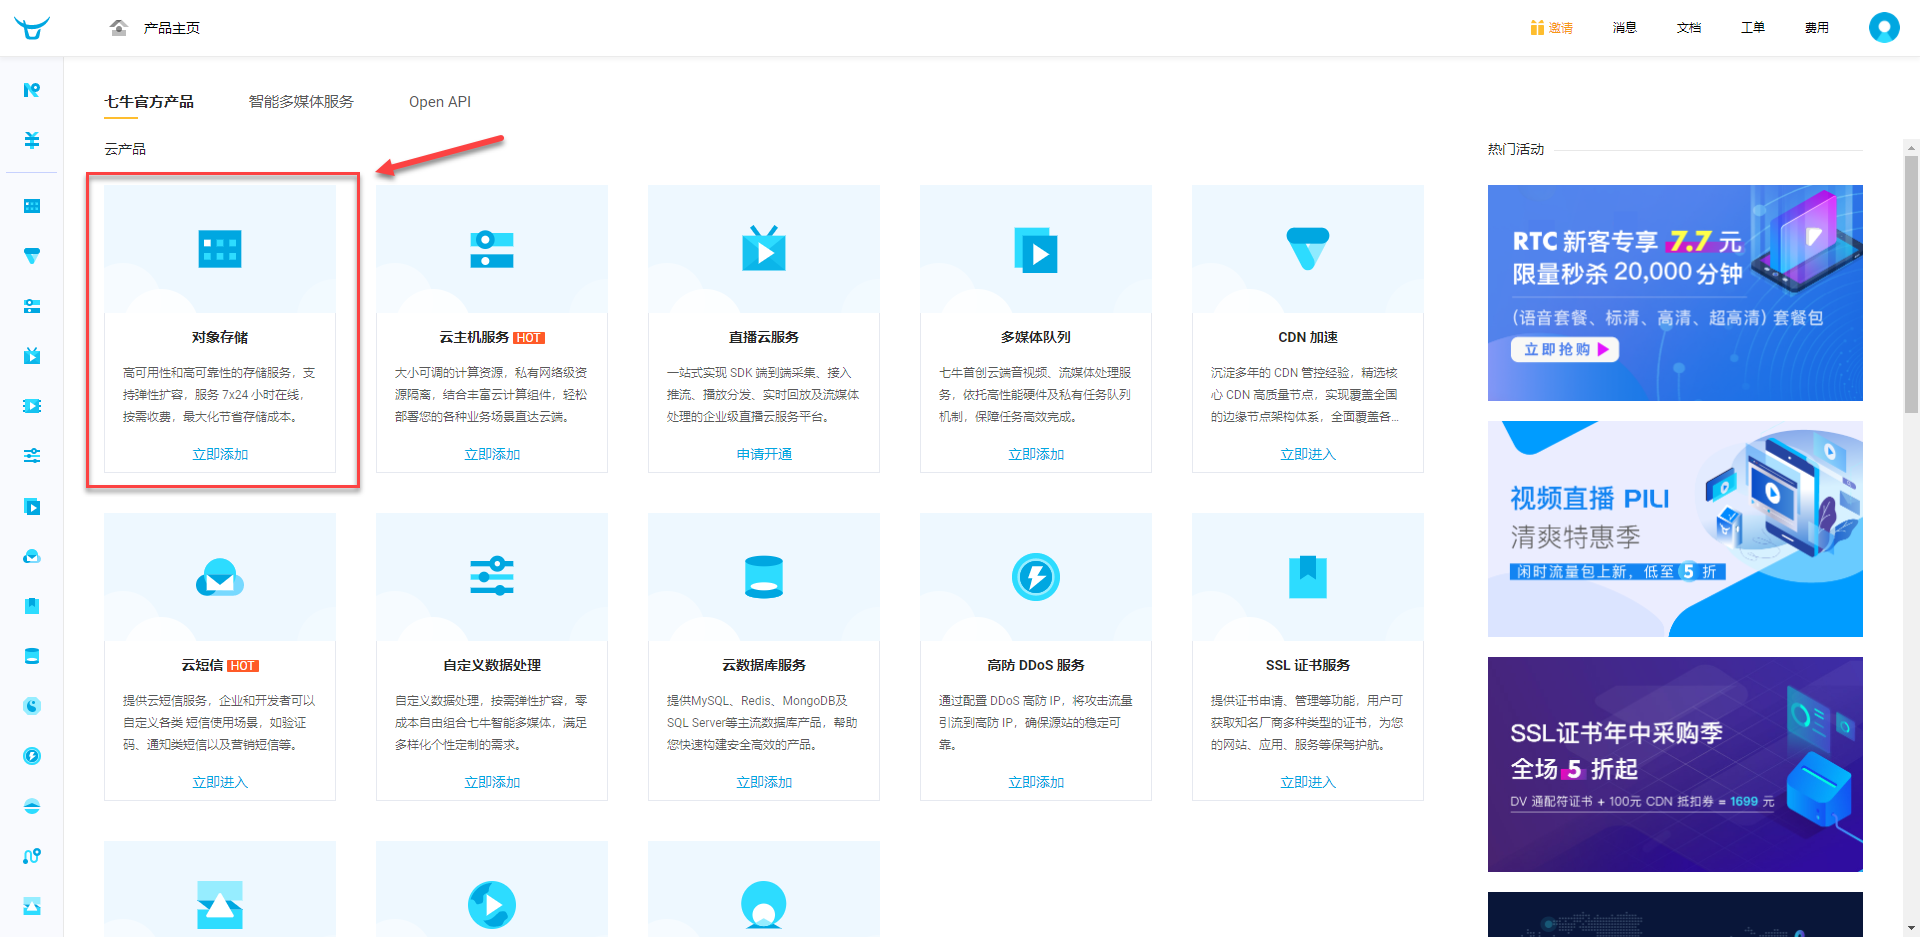 产品主页
邀请
消息
文档
工单
费用
七牛官方产品
智能多媒体服务
Open API
云产品
对象存储
高可用性和高可靠性的存储服务，支
持弹性扩容，服务 7x24 小时在线，
按需收费，最大化节省存储成本。
立即添加
云主机服务 HOT
大小可调的计算资源，私有网络级资
源隔离，结合丰富云计算组件，轻松
部署您的各种业务场景直达云端。
立即添加
直播云服务
一站式实现 SDK 端到端采集、接入
推流、播放分发、实时回放及流媒体
处理的企业级直播云服务平台。
申请开通
多媒体队列
七牛首创云端音视频、流媒体处理服
务，依托高性能硬件及私有任务队列
机制，保障任务高效完成。
立即添加
CDN 加速
沉淀多年的 CDN 管控经验，精选核
心 CDN 高质量节点，实现覆盖全国
的边缘节点架构体系，全面覆盖各...
立即进入
云短信 HOT
提供云短信服务，企业和开发者可以
自定义各类 短信使用场景，如验证
码、通知类短信以及营销短信等。
立即进入
自定义数据处理
自定义数据处理，按需弹性扩容，零
成本自由组合七牛智能多媒体，满足
多样化个性定制的需求。
立即添加
云数据库服务
提供MySQL、Redis、MongoDB及
SQL Server等主流数据库产品，帮助
您快速构建安全高效的产品。
立即添加
高防 DDoS 服务
通过配置 DDoS 高防 IP，将攻击流量
引流到高防 IP，确保源站的稳定可
靠。
立即添加
SSL 证书服务
提供证书申请、管理等功能，用户可
获取知名厂商多种类型的证书，为您
的网站、应用、服务等保驾护航。
立即进入
热门活动
RTC 新客专享 7.7 元
限量秒杀 20,000 分钟
(语音套餐、标清、高清、超高清) 套餐包
立即抢购
视频直播 PILI
清爽特惠季
闲时流量包上新，低至 5 折
SSL证书年中采购季
全场 5 折起
DV 通配符证书 + 100元 CDN 抵扣券 = 1699 元